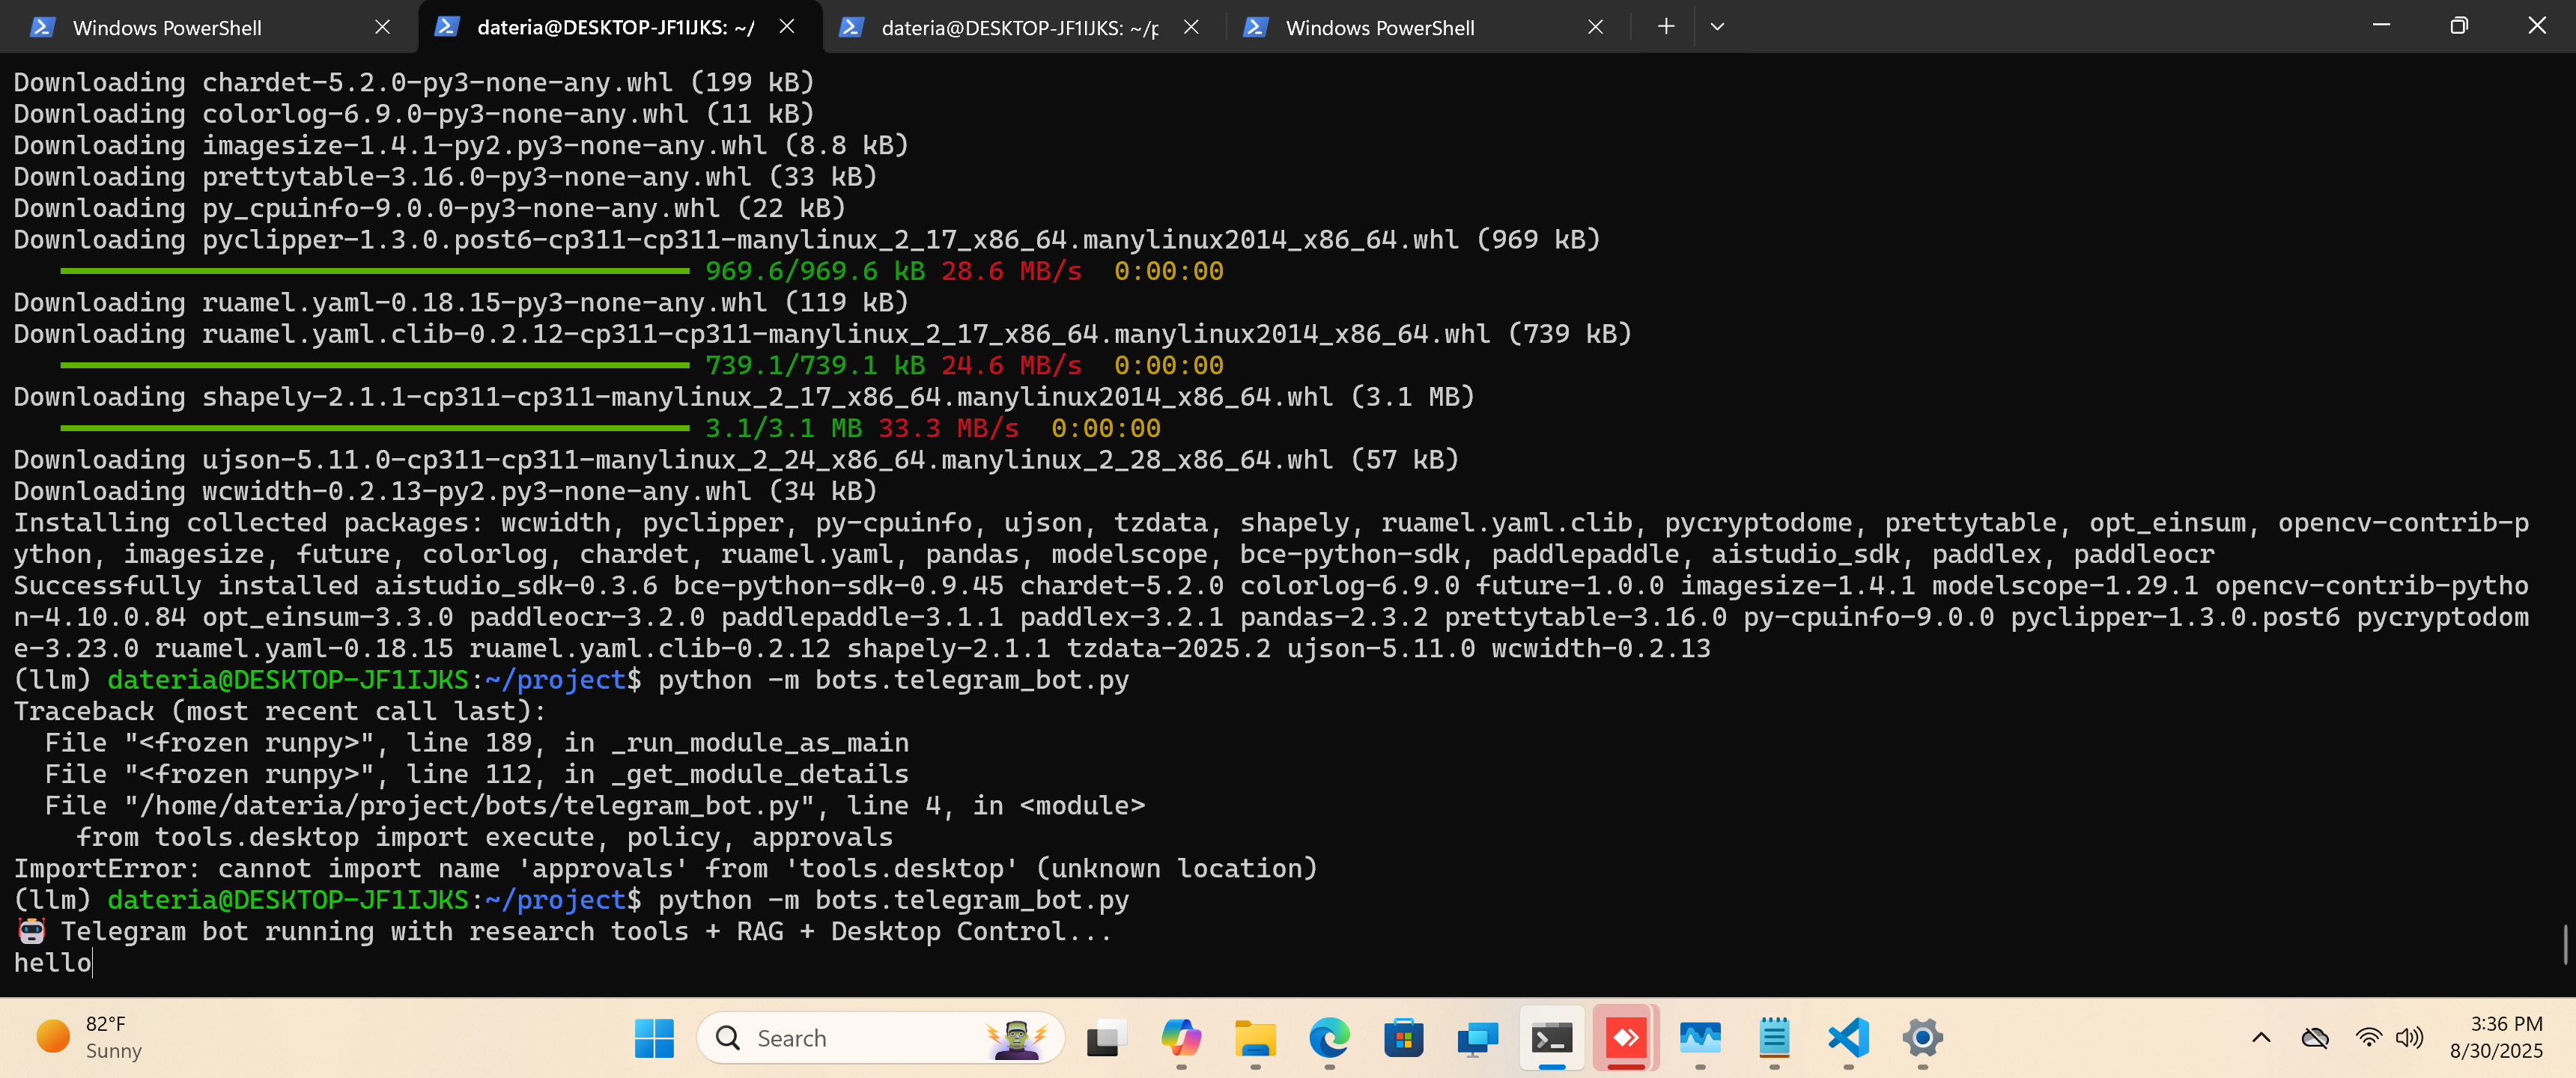 Windows PowerShell
dateria@DESKTOP-JF1IJKS: ~/
dateria@DESKTOP-JF1IJKS: ~/p
Windows PowerShell
Downloading chardet-5.2.0-py3-none-any.whl (199 kB)
Downloading colorlog-6.9.0-py3-none-any.whl (11 kB)
Downloading imagesize-1.4.1-py2.py3-none-any.whl (8.8 kB)
Downloading prettytable-3.16.0-py3-none-any.whl (33 kB)
Downloading py_cpuinfo-9.0.0-py3-none-any.whl (22 kB)
Downloading pyclipper-1.3.0.post6-cp311-cp311-manylinux_2_17_x86_64.manylinux2014_x86_64.whl (969 kB)
969.6/969.6 kB 28.6 MB/s 0:00:00
Downloading ruamel.yaml-0.18.15-py3-none-any.whl (119 kB)
Downloading ruamel.yaml.clib-0.2.12-cp311-cp311-manylinux_2_17_x86_64.manylinux2014_x86_64.whl (739 kB)
739.1/739.1 kB 24.6 MB/s 0:00:00
Downloading shapely-2.1.1-cp311-cp311-manylinux_2_17_x86_64.manylinux2014_x86_64.whl (3.1 MB)
3.1/3.1 MB 33.3 MB/s 0:00:00
Downloading ujson-5.11.0-cp311-cp311-manylinux_2_24_x86_64.manylinux_2_28_x86_64.whl (57 kB)
Downloading wcwidth-0.2.13-py2.py3-none-any.whl (34 kB)
Installing collected packages: wcwidth, pyclipper, py-cpuinfo, ujson, tzdata, shapely, ruamel.yaml.clib, pycryptodome, prettytable, opt_einsum, opencv-contrib-p
ython, imagesize, future, colorlog, chardet, ruamel.yaml, pandas, modelscope, bce-python-sdk, paddlepaddle, aistudio_sdk, paddlex, paddleocr
Successfully installed aistudio_sdk-0.3.6 bce-python-sdk-0.9.45 chardet-5.2.0 colorlog-6.9.0 future-1.0.0 imagesize-1.4.1 modelscope-1.29.1 opencv-contrib-pytho
n-4.10.0.84 opt_einsum-3.3.0 paddleocr-3.2.0 paddlepaddle-3.1.1 paddlex-3.2.1 pandas-2.3.2 prettytable-3.16.0 py-cpuinfo-9.0.0 pyclipper-1.3.0.post6 pycryptodom
e-3.23.0 ruamel.yaml-0.18.15 ruamel.yaml.clib-0.2.12 shapely-2.1.1 tzdata-2025.2 ujson-5.11.0 wcwidth-0.2.13
(llm) dateria@DESKTOP-JF1IJKS:~/project$ python -m bots.telegram_bot.py
Traceback (most recent call last):
File "<frozen runpy>", line 189, in _run_module_as_main
File "<frozen runpy>", line 112, in _get_module_details
File "/home/dateria/project/bots/telegram_bot.py", line 4, in <module>
from tools.desktop import execute, policy, approvals
ImportError: cannot import name 'approvals' from 'tools.desktop' (unknown location)
(llm) dateria@DESKTOP-JF1IJKS:~/project$ python -m bots.telegram_bot.py
🤖 Telegram bot running with research tools + RAG + Desktop Control...
hello
82°F
Sunny
Search
3:36 PM
8/30/2025